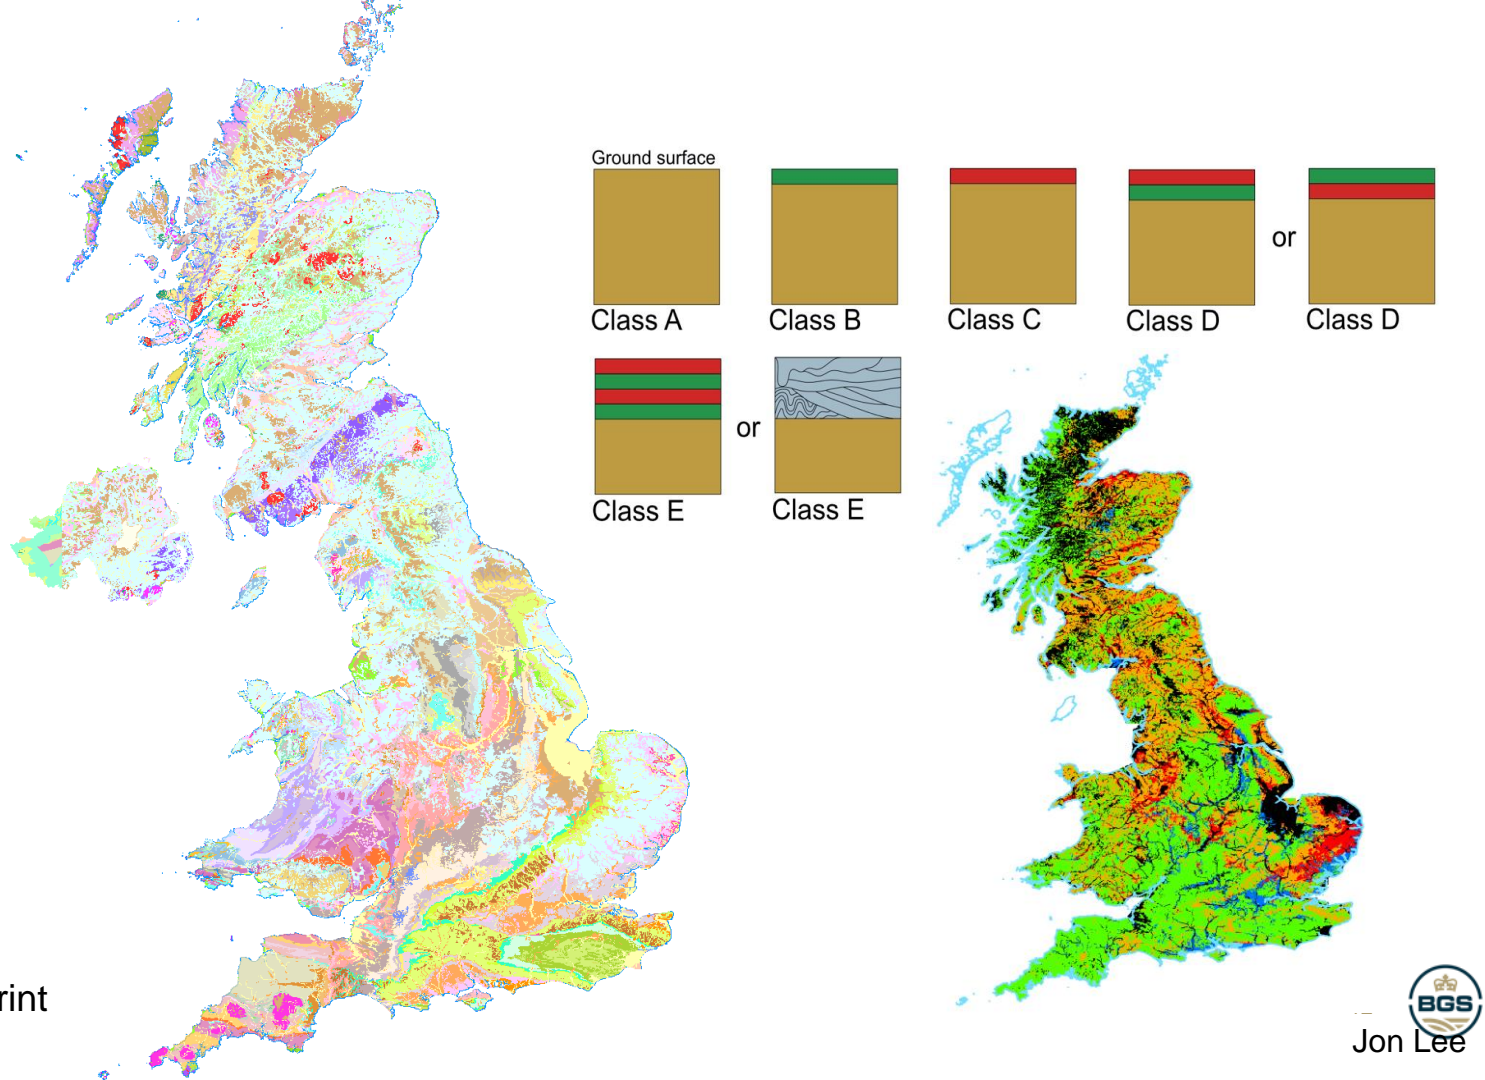 Ground surface
Class A
Class B
Class C
Class D
or
Class D
Class E
or
Class E
rint
BGS
Jon Lee